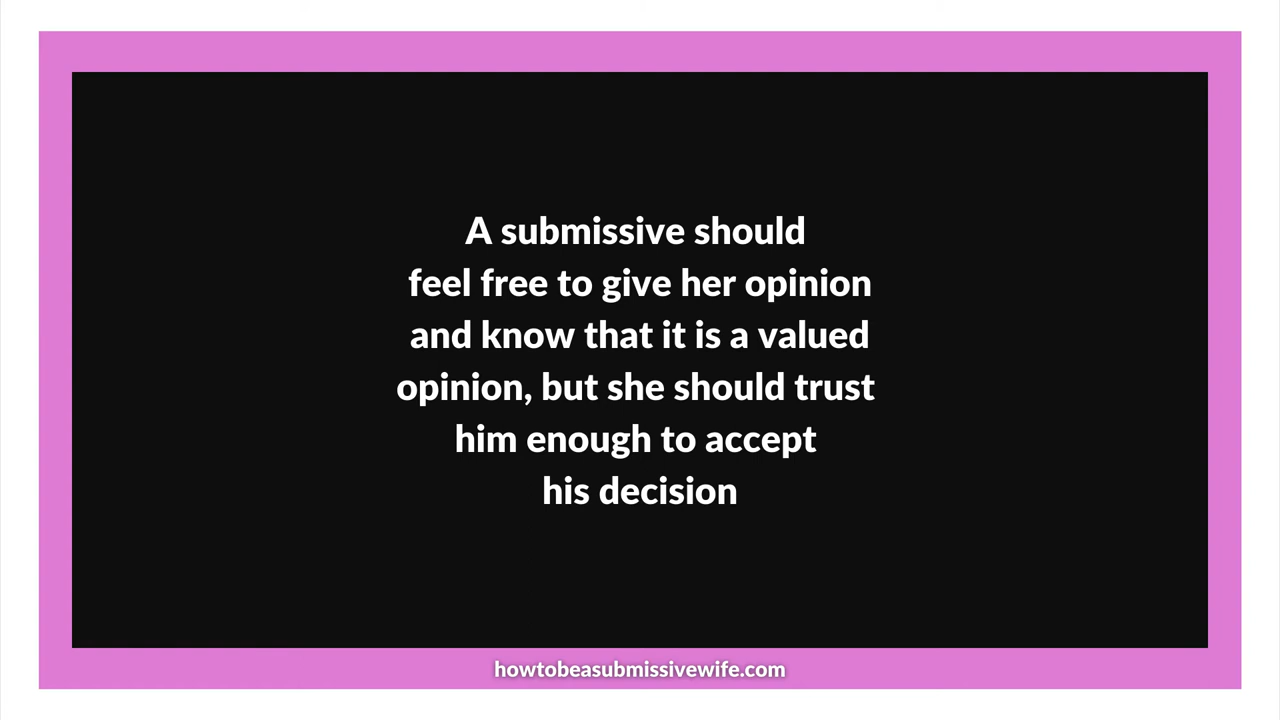 A submissive should
feel free to give her opinion
and know that it is a valued
opinion, but she should trust
him enough to accept
his decision
howtobeasubmissivewife.com